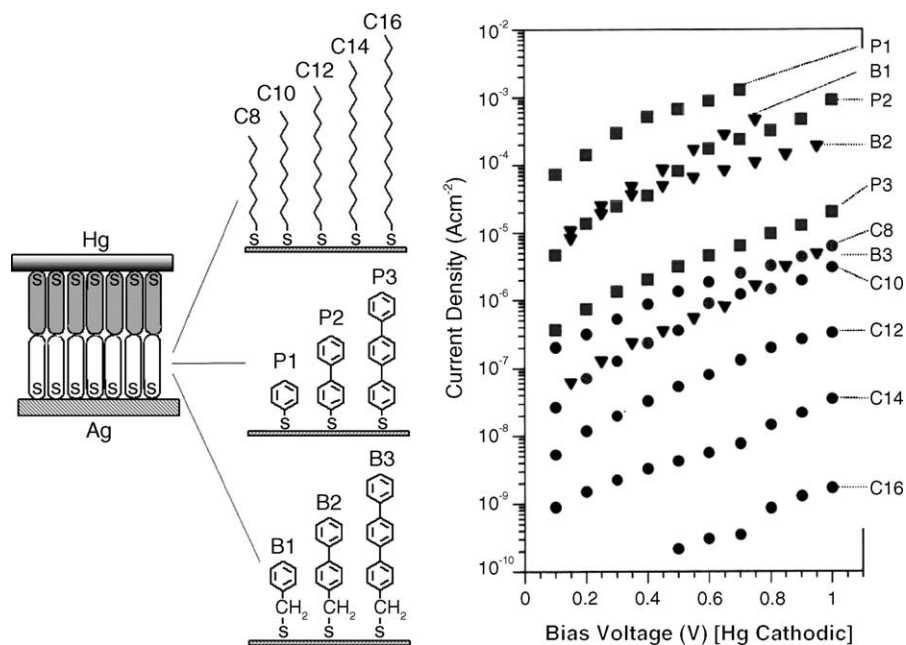 C16
C14
C12
C10
C8
S S S S S
Hg
S S S S S S S
S S S S S S S
Ag
P3
P2
P1
S S S
B3
B2
B1
CH2 CH2 CH2
S S S
Current Density (Acm-2)
10-2
10-3
10-4
10-5
10-6
10-7
10-8
10-9
10-10
0 0.2 0.4 0.6 0.8 1
Bias Voltage (V) [Hg Cathodic]
P1
B1
P2
B2
P3
C8
B3
C10
C12
C14
C16